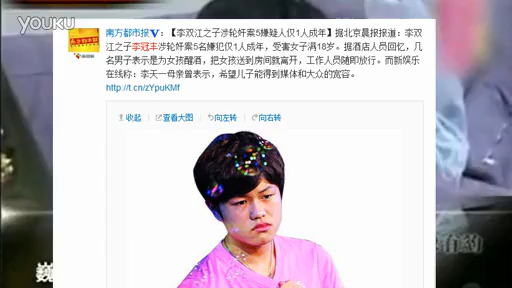 YOUKU
优酷
南方都市报:【李双江之子涉轮奸案5嫌疑人仅1人成年】据北京晨报报道:李双
江之子李冠丰涉轮奸案5名嫌犯仅1人成年,受害女子满18岁。据酒店人员回忆,几
名男子表示是为女孩醒酒,把女孩送到房间就离开,工作人员随即放行。而新娱乐
在线称:李天一母亲曾表示,希望儿子能得到媒体和大众的宽容。
http://t.cn/zYpuKMf
收起 查看大图 向左转 向右转
有约